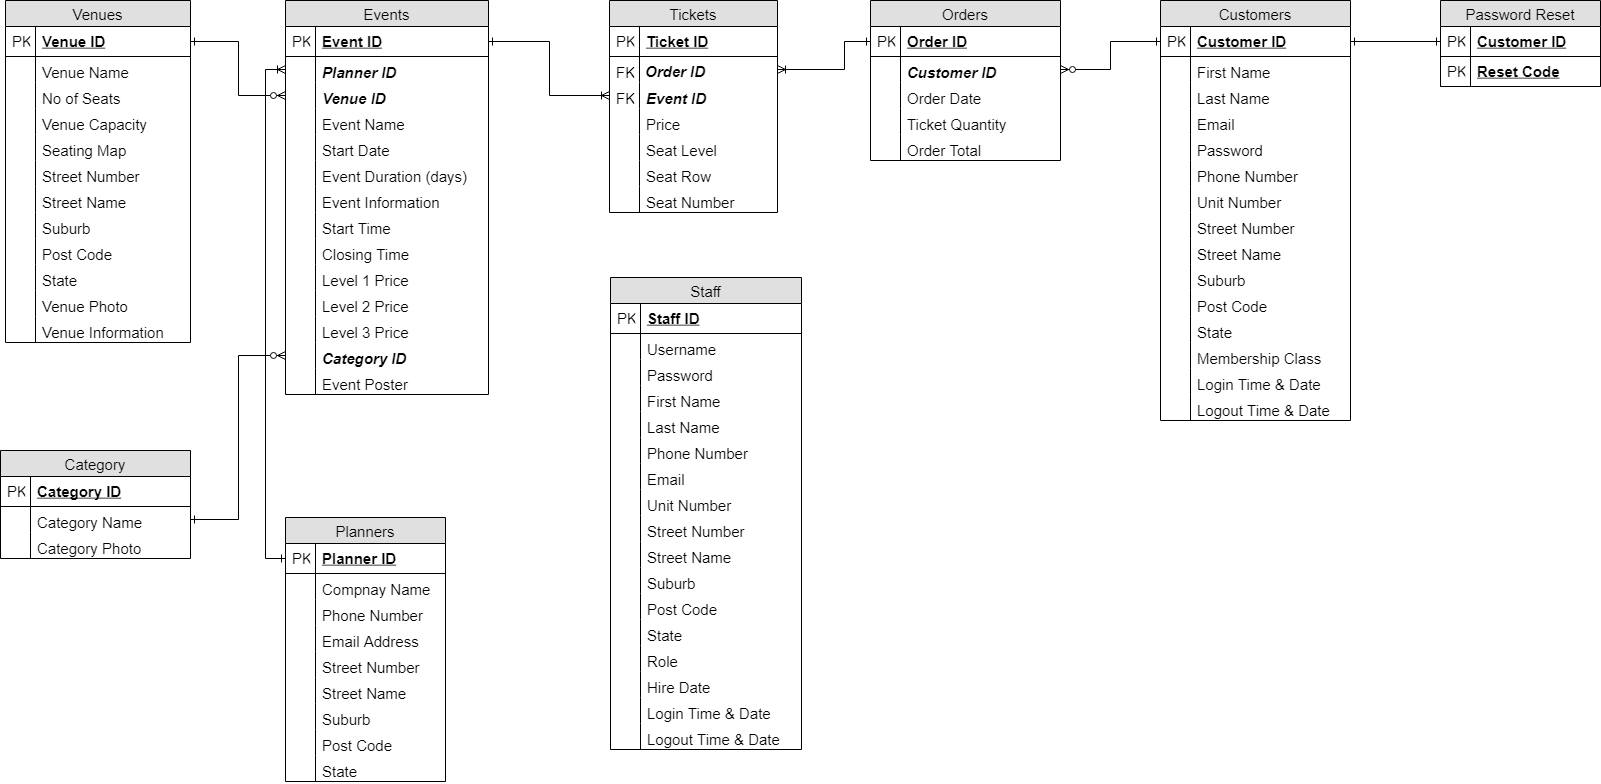 Venues
PK Venue ID
Venue Name
No of Seats
Venue Capacity
Seating Map
Street Number
Street Name
Suburb
Post Code
State
Venue Photo
Venue Information
Events
PK Event ID
Planner ID
Venue ID
Event Name
Start Date
Event Duration (days)
Event Information
Start Time
Closing Time
Level 1 Price
Level 2 Price
Level 3 Price
Category ID
Event Poster
Tickets
PK Ticket ID
FK Order ID
FK Event ID
Price
Seat Level
Seat Row
Seat Number
Orders
PK Order ID
Customer ID
Order Date
Ticket Quantity
Order Total
Customers
PK Customer ID
First Name
Last Name
Email
Password
Phone Number
Unit Number
Street Number
Street Name
Suburb
Post Code
State
Membership Class
Login Time & Date
Logout Time & Date
Password Reset
PK Customer ID
PK Reset Code
Category
PK Category ID
Category Name
Category Photo
Planners
PK Planner ID
Compnay Name
Phone Number
Email Address
Street Number
Street Name
Suburb
Post Code
State
Staff
PK Staff ID
Username
Password
First Name
Last Name
Phone Number
Email
Unit Number
Street Number
Street Name
Suburb
Post Code
State
Role
Hire Date
Login Time & Date
Logout Time & Date